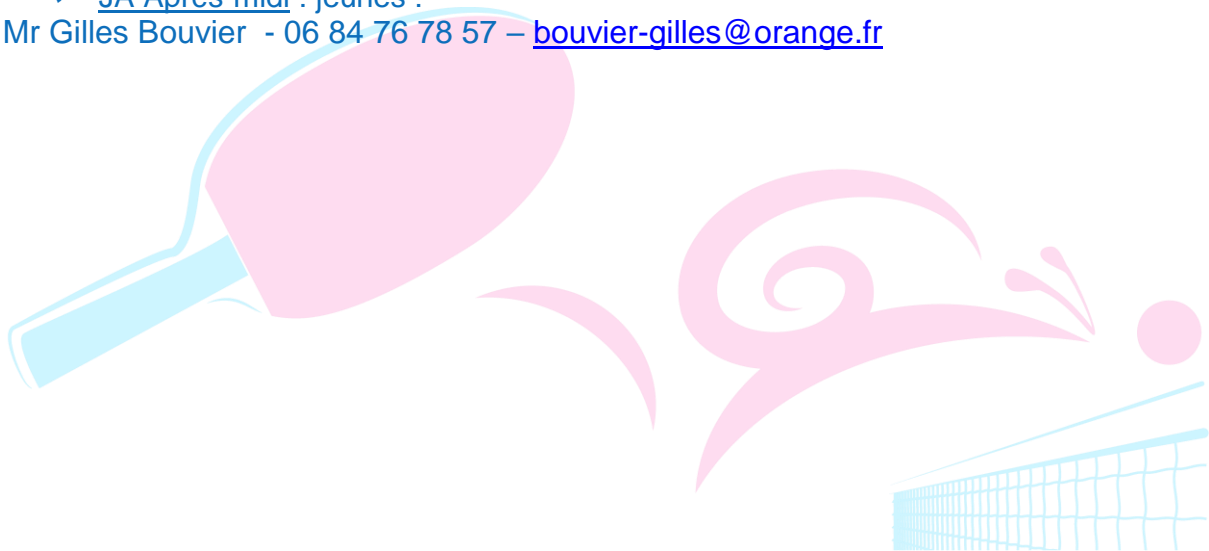 JA Après midi : jeunes :
Mr Gilles Bouvier - 06 84 76 78 57 – bouvier-gilles@orange.fr